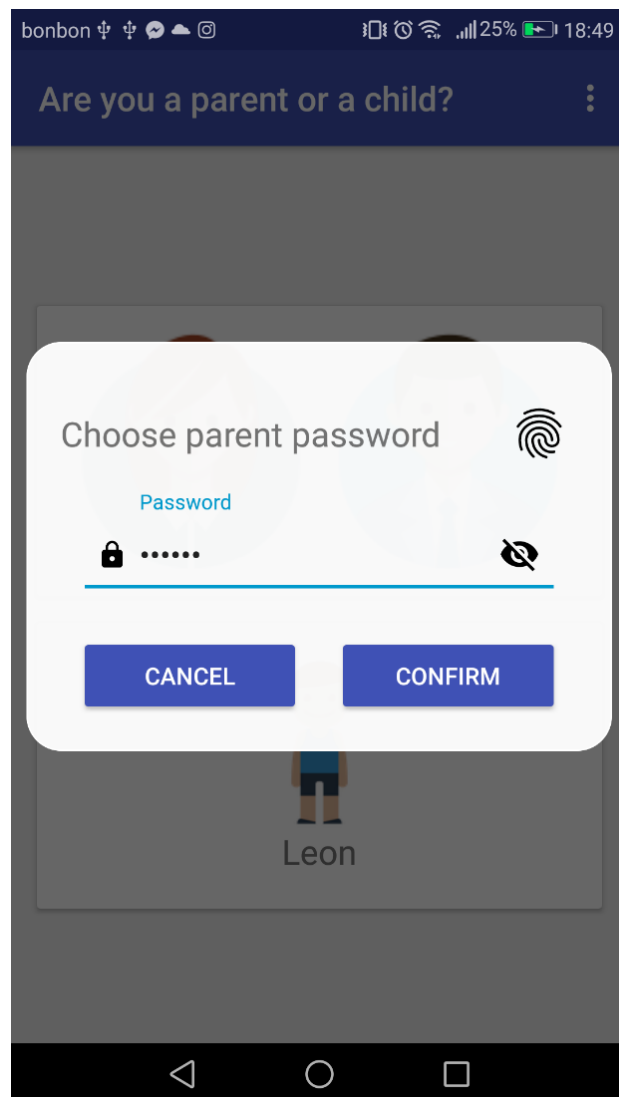 bonbon 25% 18:49
Are you a parent or a child?
Choose parent password
Password
••••••
CANCEL CONFIRM
Leon